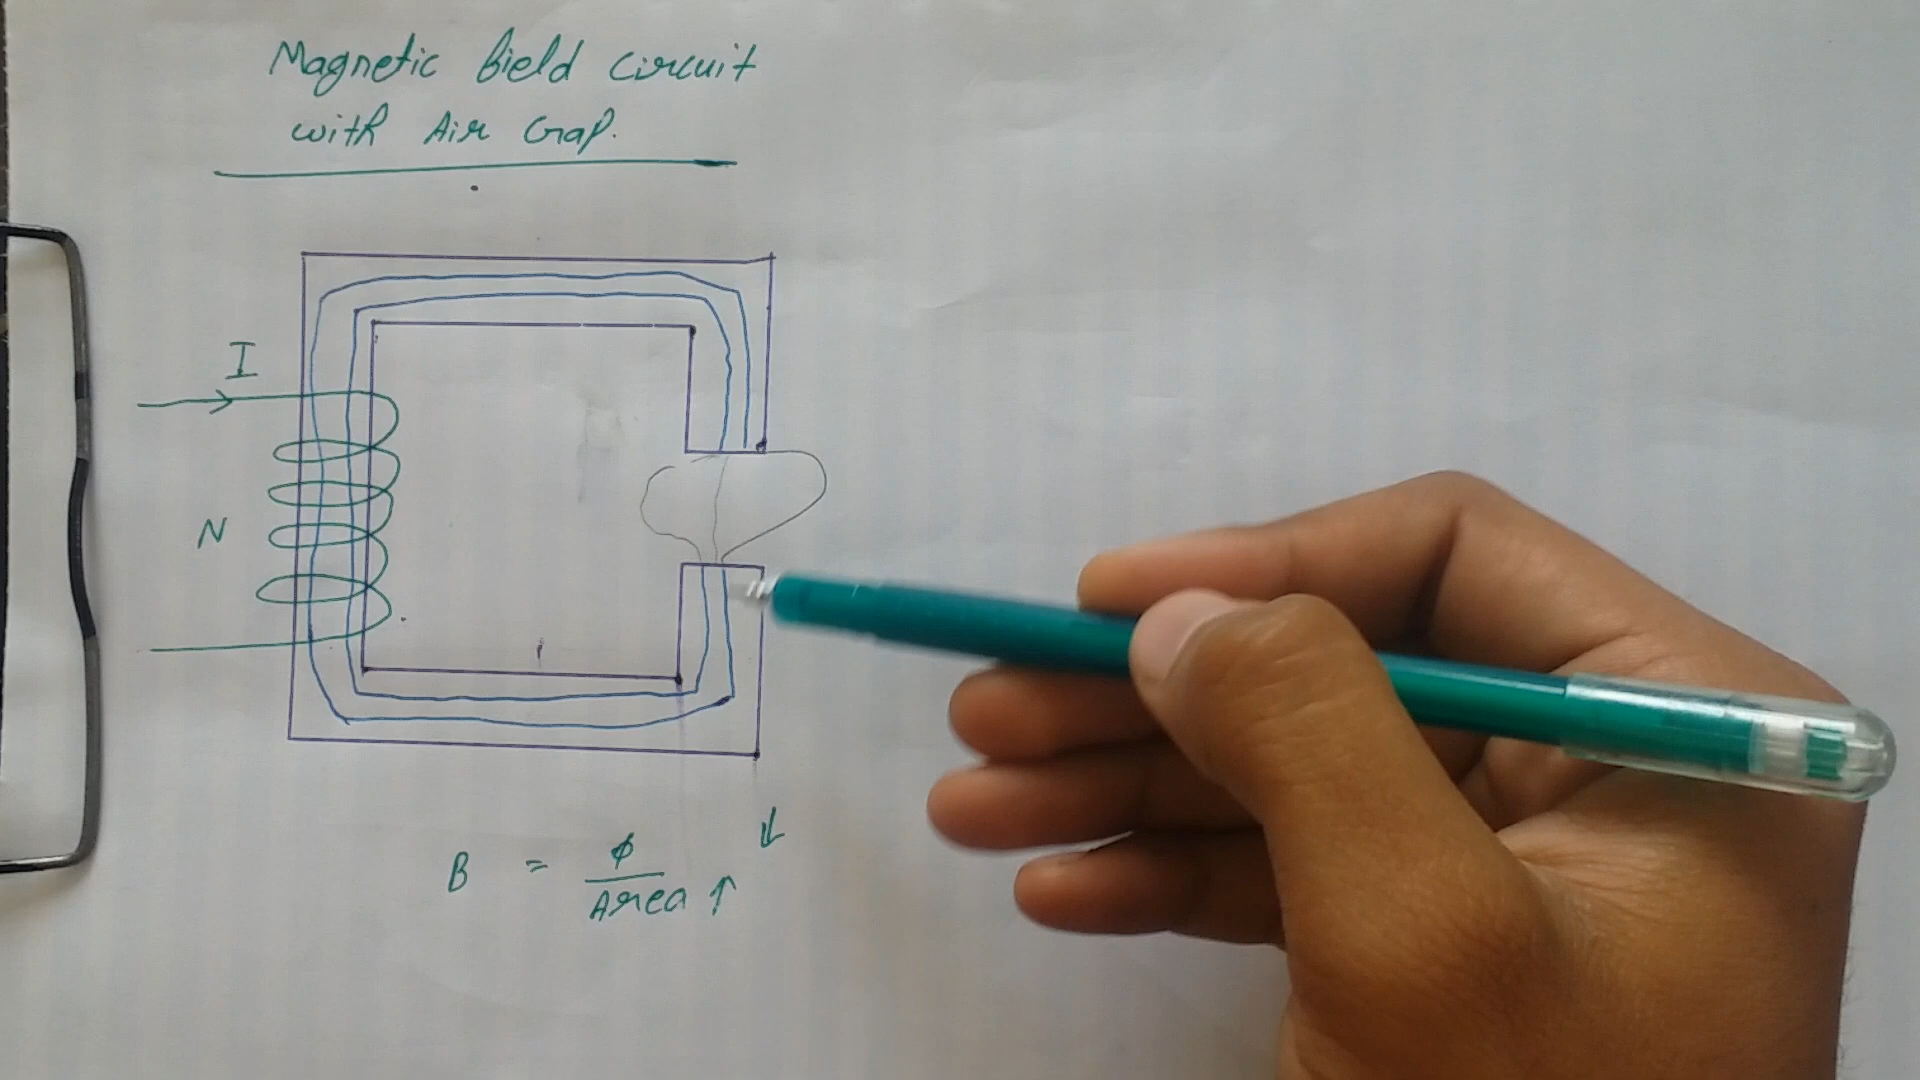 Magnetic field circuit
with Air Gap.
I
N
B = φ / Area ↑ ↓